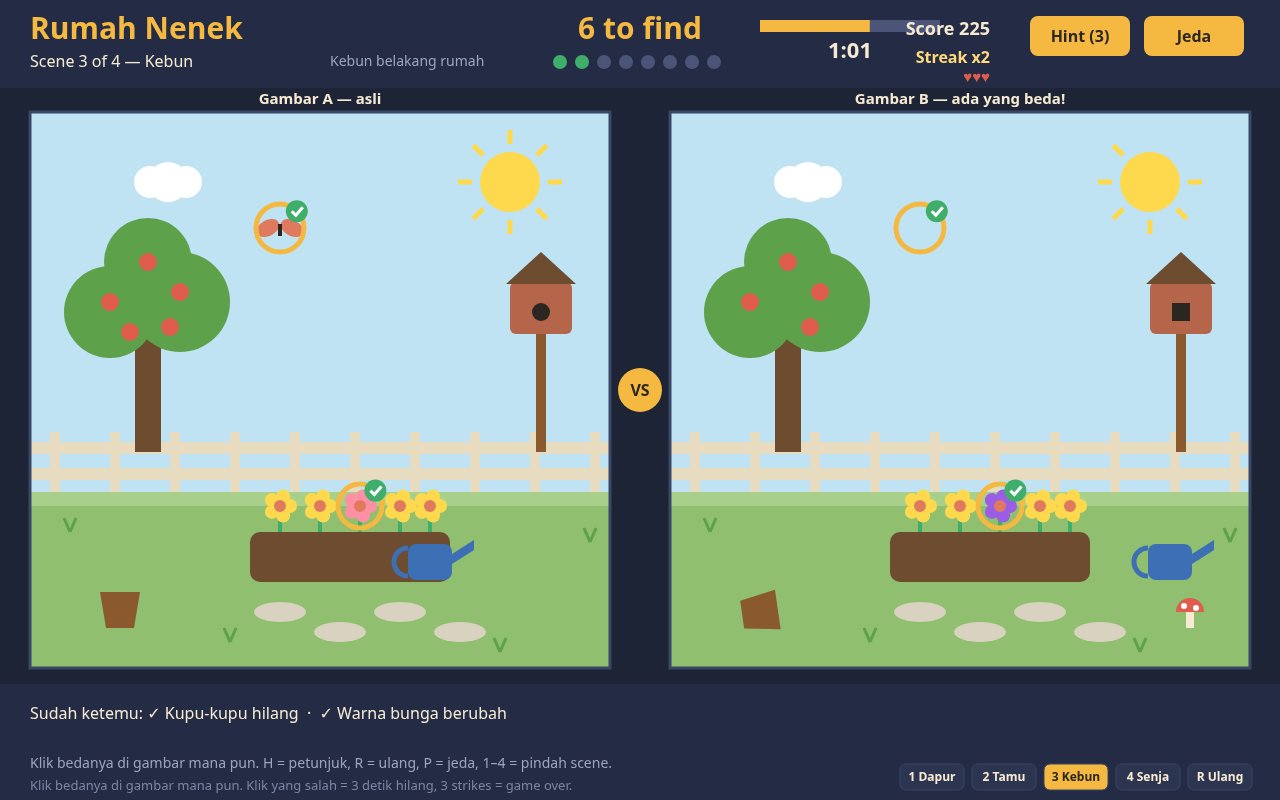 Rumah Nenek
Scene 3 of 4 — Kebun
Kebun belakang rumah
6 to find
1:01
Score 225
Streak x2
♥♥♥
Hint (3)
Jeda
Gambar A — asli
Gambar B — ada yang beda!
VS
Sudah ketemu: ✓ Kupu-kupu hilang · ✓ Warna bunga berubah
Klik bedanya di gambar mana pun. H = petunjuk, R = ulang, P = jeda, 1–4 = pindah scene.
Klik bedanya di gambar mana pun. Klik yang salah = 3 detik hilang, 3 strikes = game over.
1 Dapur
2 Tamu
3 Kebun
4 Senja
R Ulang